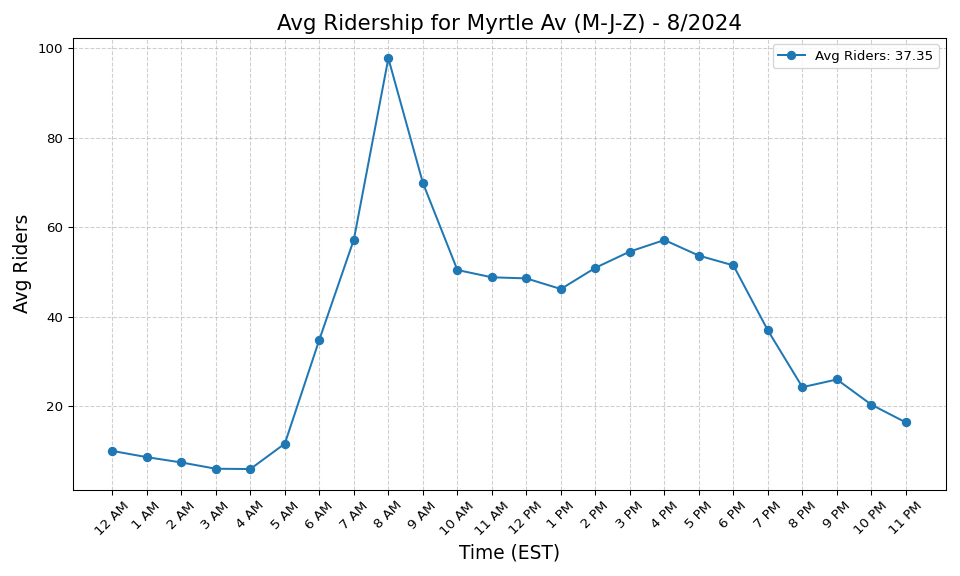 Avg Ridership for Myrtle Av (M-J-Z) - 8/2024
Avg Riders: 37.35
Avg Riders
100
80
60
40
20
12 AM
1 AM
2 AM
3 AM
4 AM
5 AM
6 AM
7 AM
8 AM
9 AM
10 AM
11 AM
12 PM
1 PM
2 PM
3 PM
4 PM
5 PM
6 PM
7 PM
8 PM
9 PM
10 PM
11 PM
Time (EST)